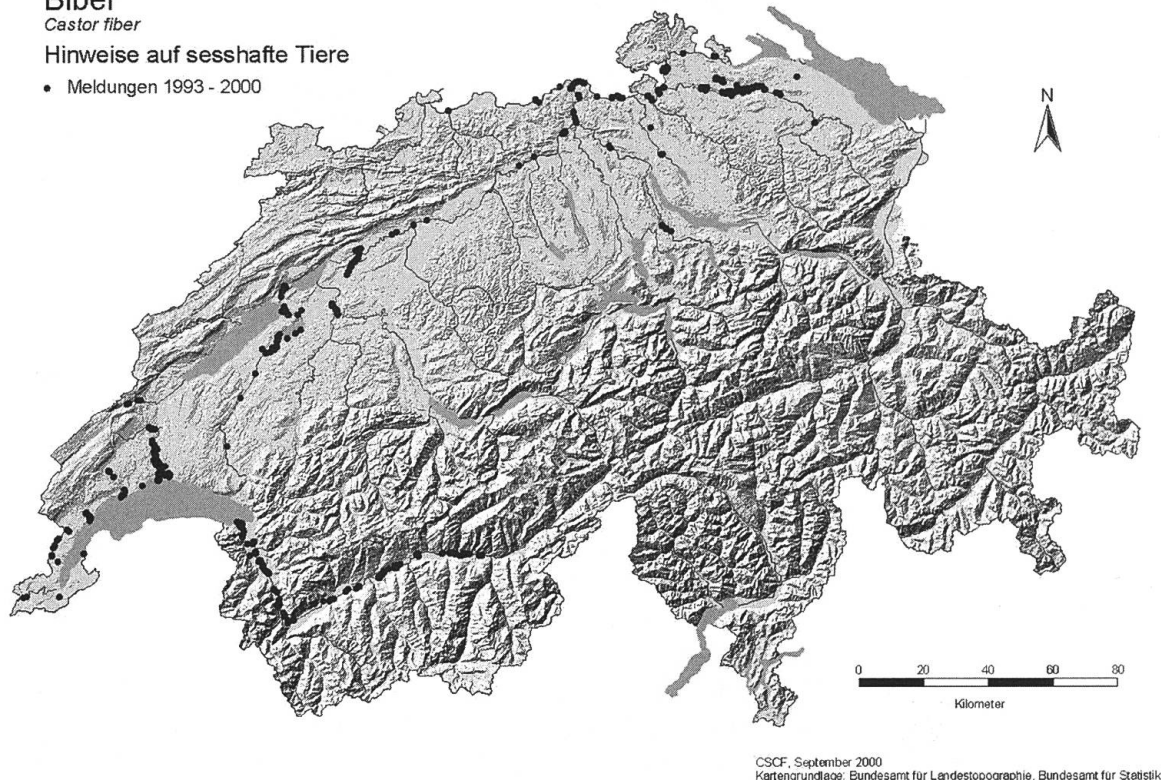 Biber
Castor fiber
Hinweise auf sesshafte Tiere
• Meldungen 1993 - 2000
N
0 20 40 60 80
Kilometer
CSCF, September 2000
Kartengrundlage: Bundesamt für Landestopographie, Bundesamt für Statistik